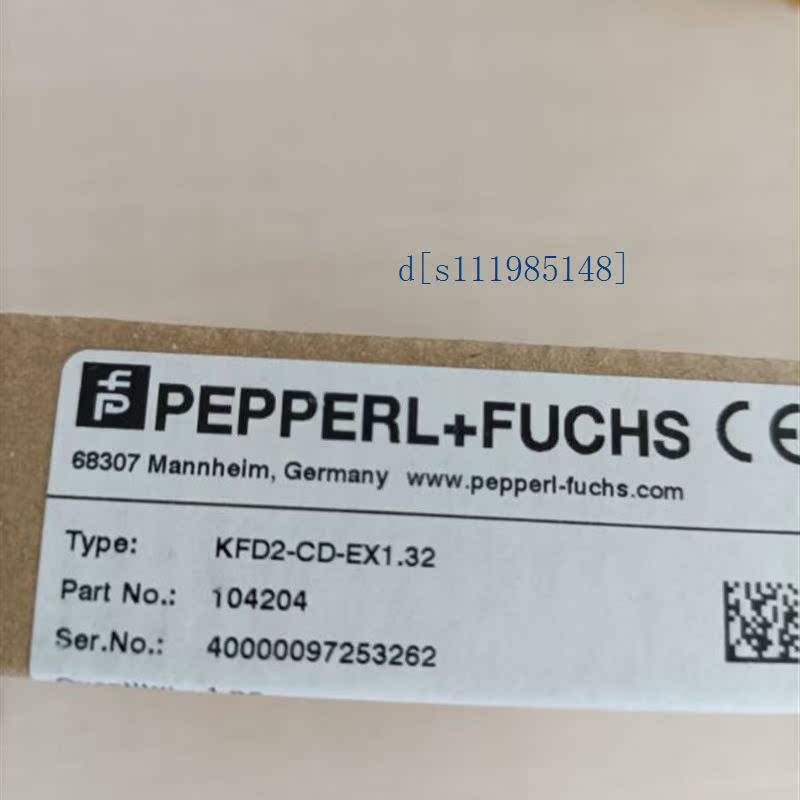 d[s111985148]
PEPPERL+FUCHS CE
68307 Mannheim, Germany www.pepperl-fuchs.com
Type: KFD2-CD-EX1.32
Part No.: 104204
Ser.No.: 40000097253262